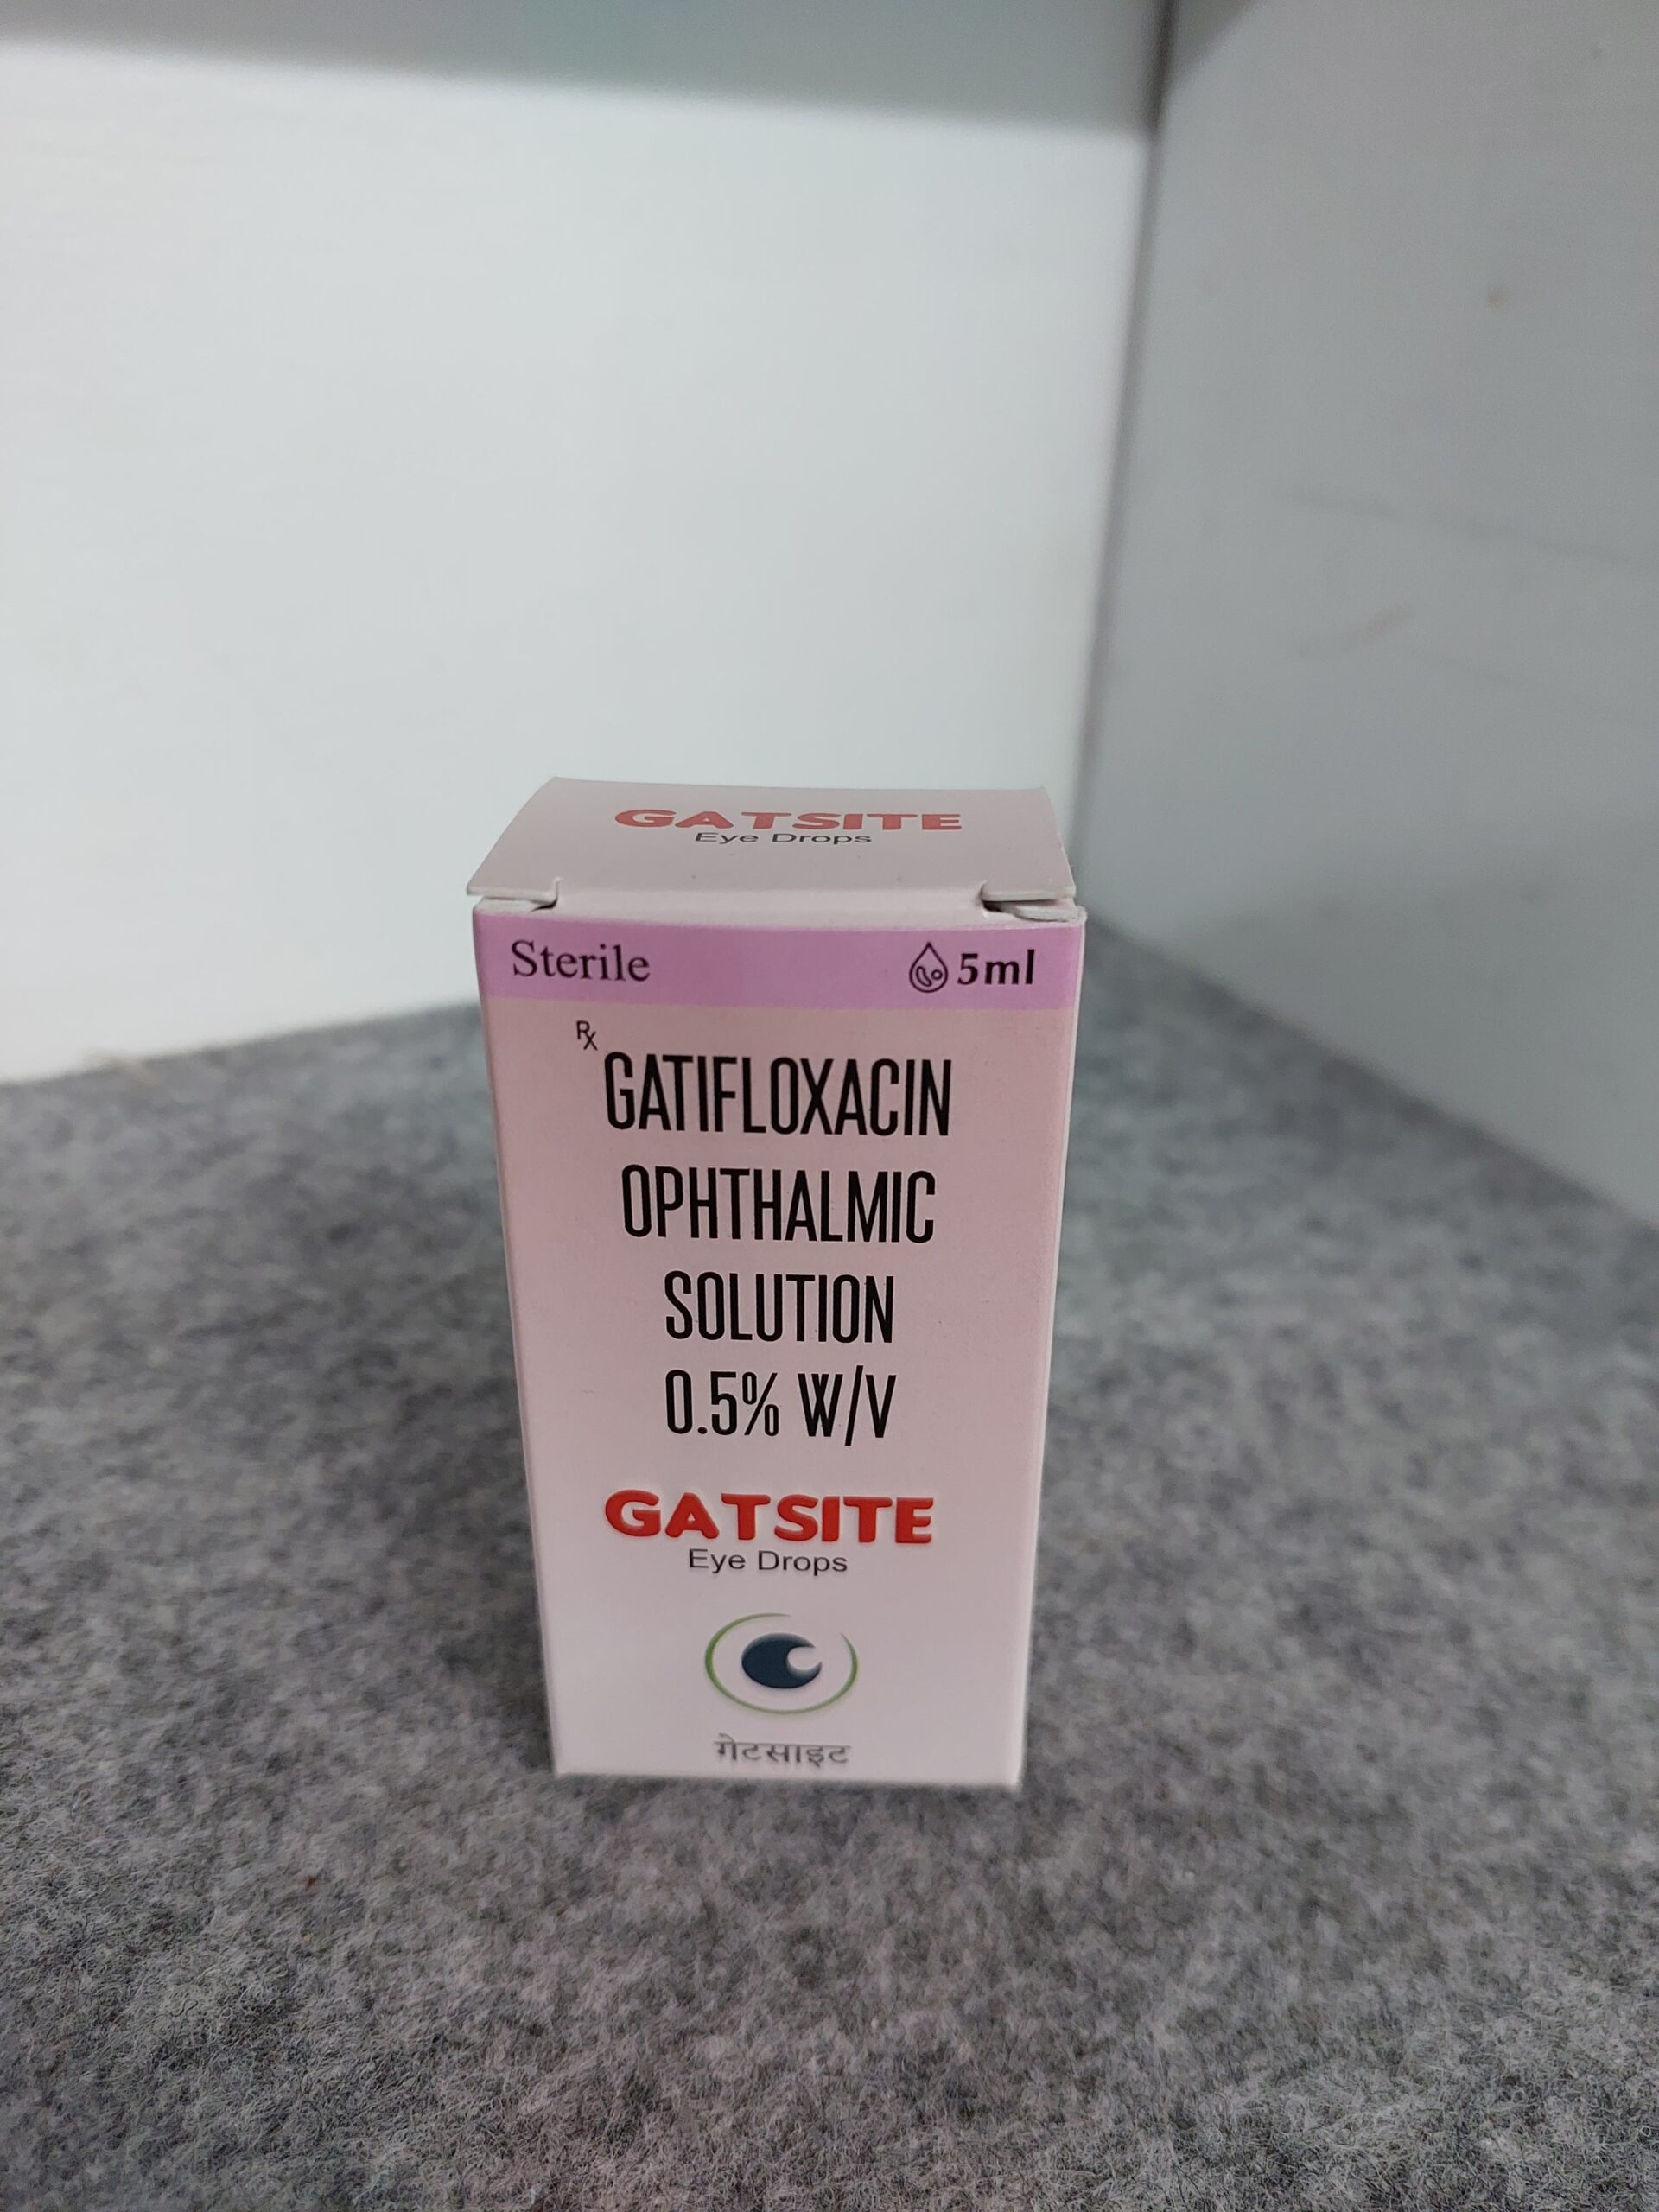 GATSITE
Eye Drops
Sterile 5ml
Rx
GATIFLOXACIN
OPHTHALMIC
SOLUTION
0.5% W/V
GATSITE
Eye Drops
गेटसाइट